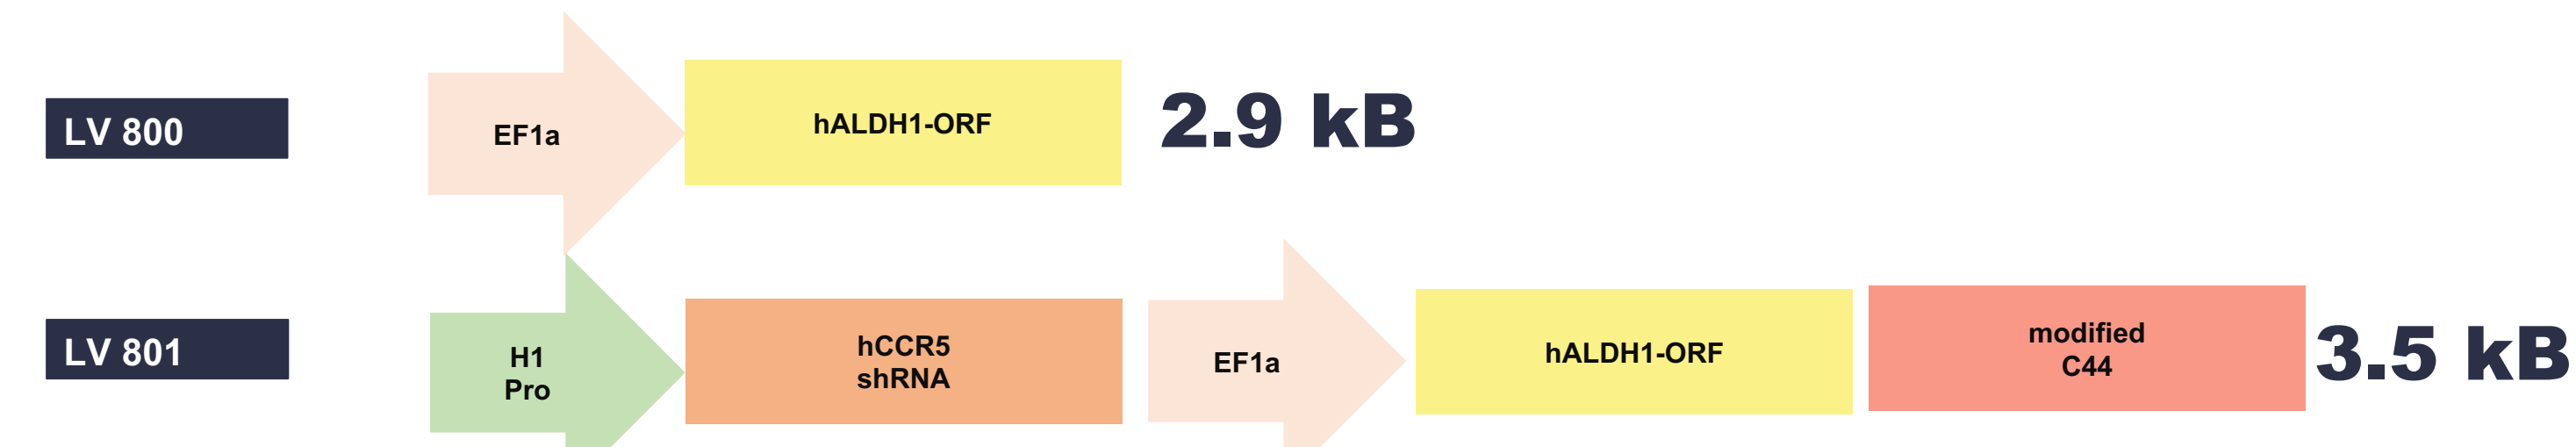 LV 800
EF1a
hALDH1-ORF
2.9 kB
LV 801
H1
Pro
hCCR5
shRNA
EF1a
hALDH1-ORF
modified
C44
3.5 kB